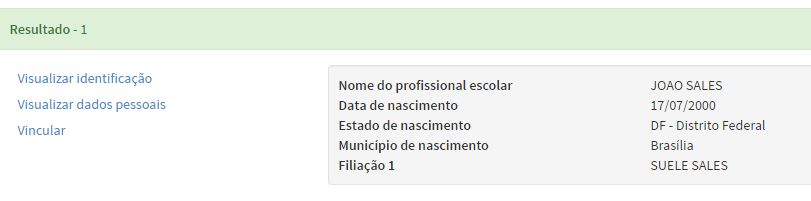 Resultado - 1
Visualizar identificação
Visualizar dados pessoais
Vincular
Nome do profissional escolar JOAO SALES
Data de nascimento 17/07/2000
Estado de nascimento DF - Distrito Federal
Município de nascimento Brasília
Filiação 1 SUELE SALES